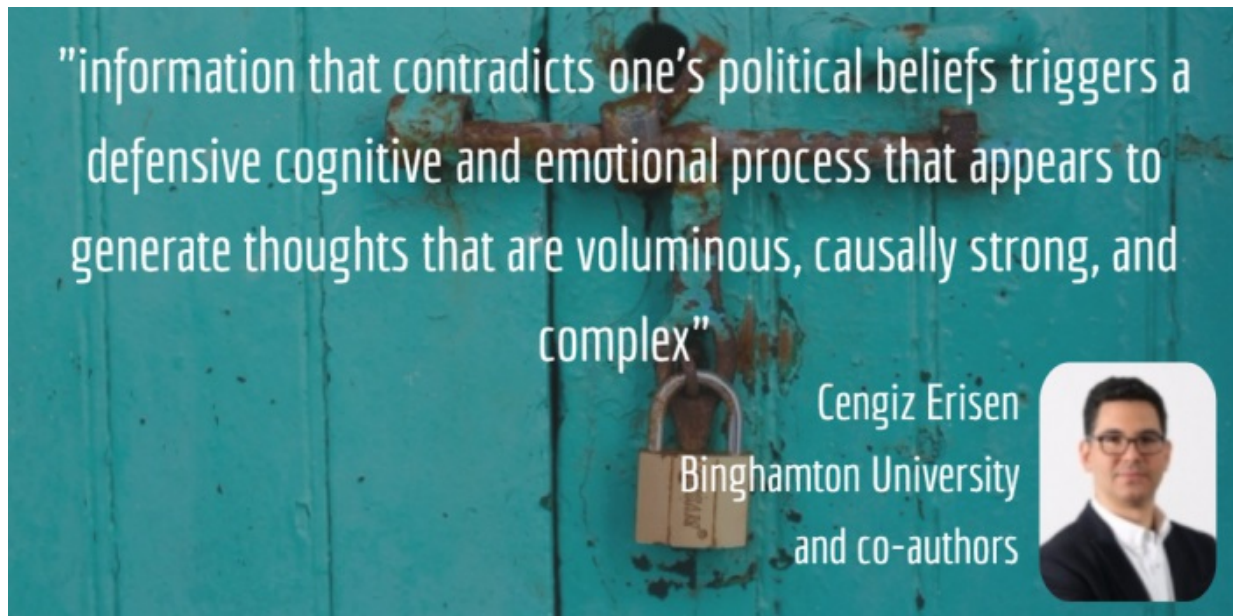 "information that contradicts one's political beliefs triggers a
defensive cognitive and emotional process that appears to
generate thoughts that are voluminous, causally strong, and
complex"
Cengiz Erisen
Binghamton University
and co-authors